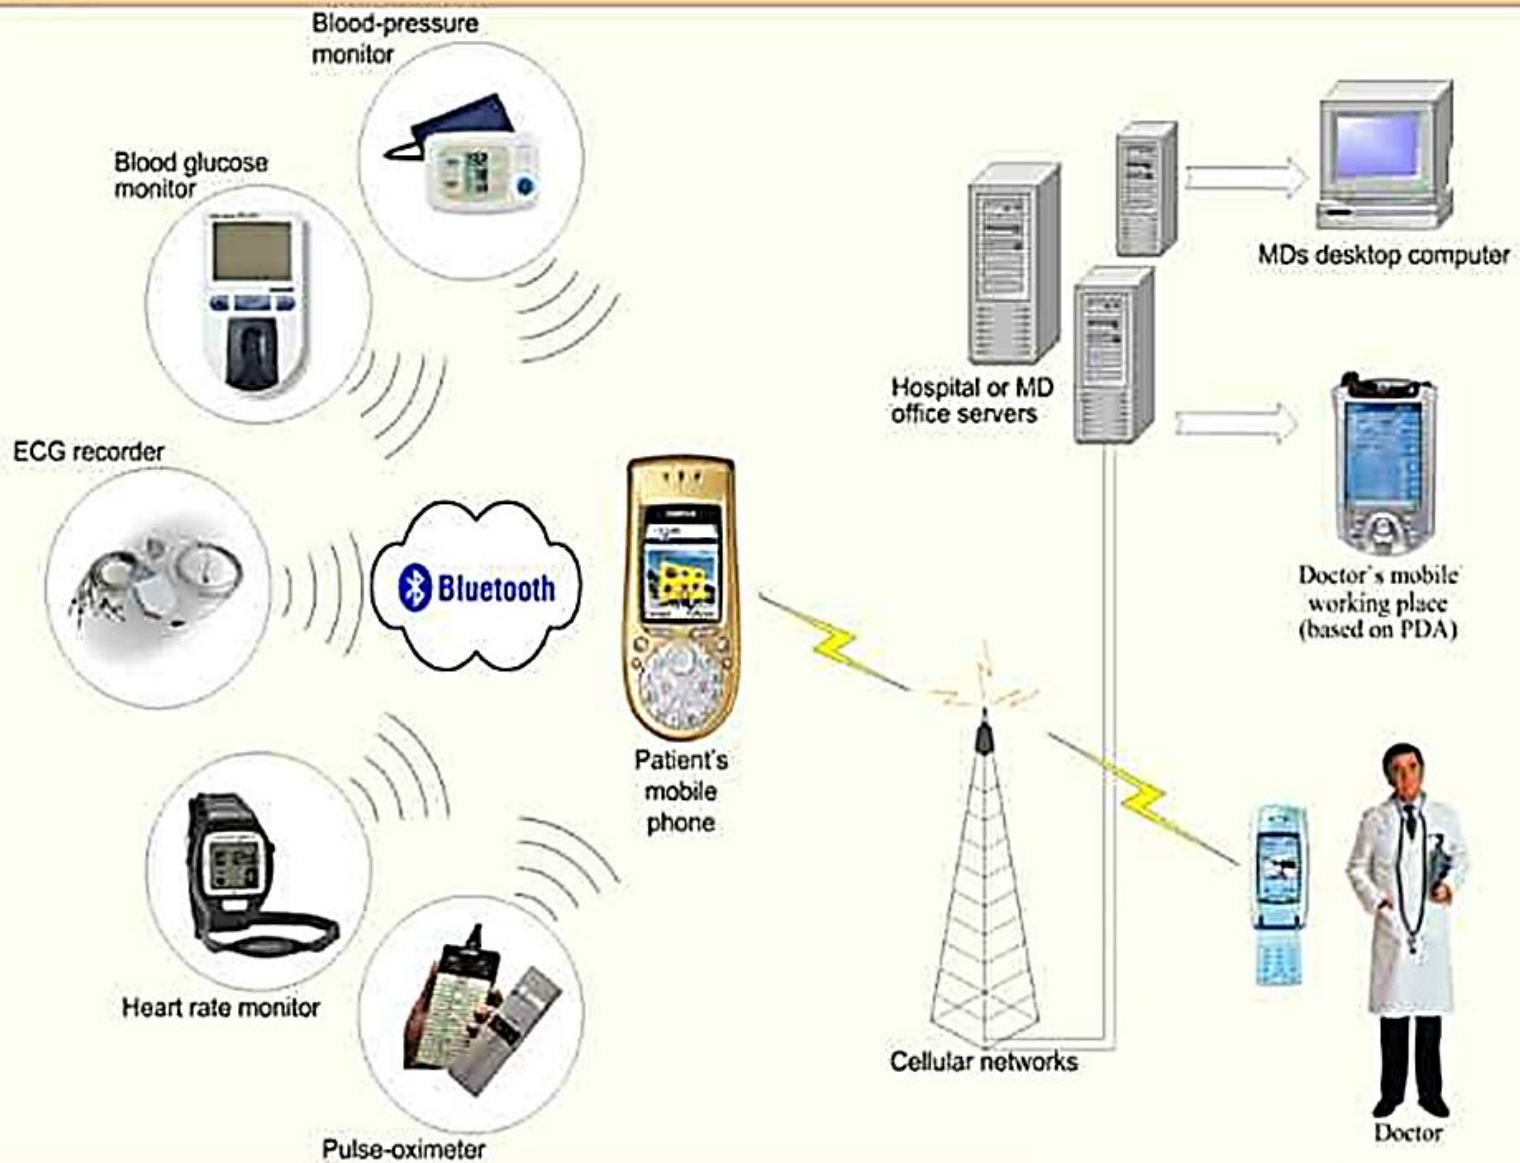 Blood-pressure
monitor
Blood glucose
monitor
ECG recorder
Bluetooth
Heart rate monitor
Pulse-oximeter
Patient's
mobile
phone
Hospital or MD
office servers
MDs desktop computer
Doctor's mobile
working place
(based on PDA)
Cellular networks
Doctor